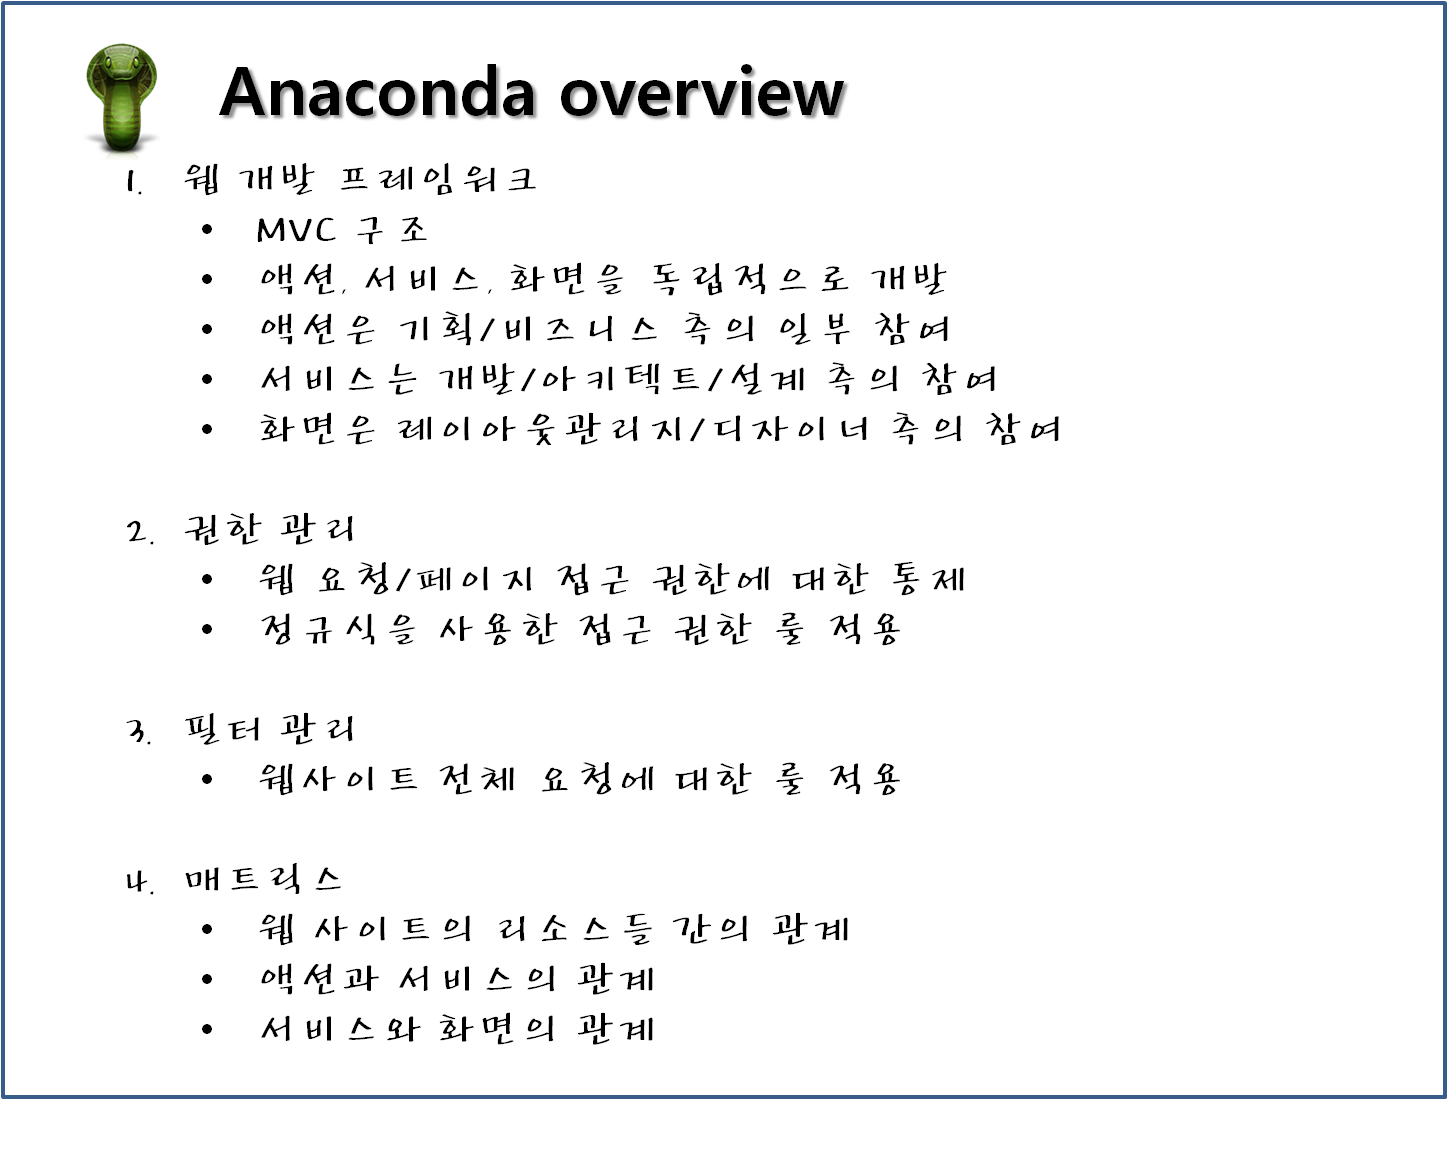 Anaconda overview
1. 웹 개발 프레임워크
• MVC 구조
• 액션, 서비스, 화면을 독립적으로 개발
• 액션은 기획/비즈니스 측의 일부 참여
• 서비스는 개발/아키텍트/설계 측의 참여
• 화면은 레이아웃관리자/디자이너 측의 참여
2. 권한 관리
• 웹 요청/페이지 접근 권한에 대한 통제
• 정규식을 사용한 접근 권한 룰 적용
3. 필터 관리
• 웹사이트 전체 요청에 대한 룰 적용
4. 매트릭스
• 웹 사이트의 리소스들 간의 관계
• 액션과 서비스의 관계
• 서비스와 화면의 관계